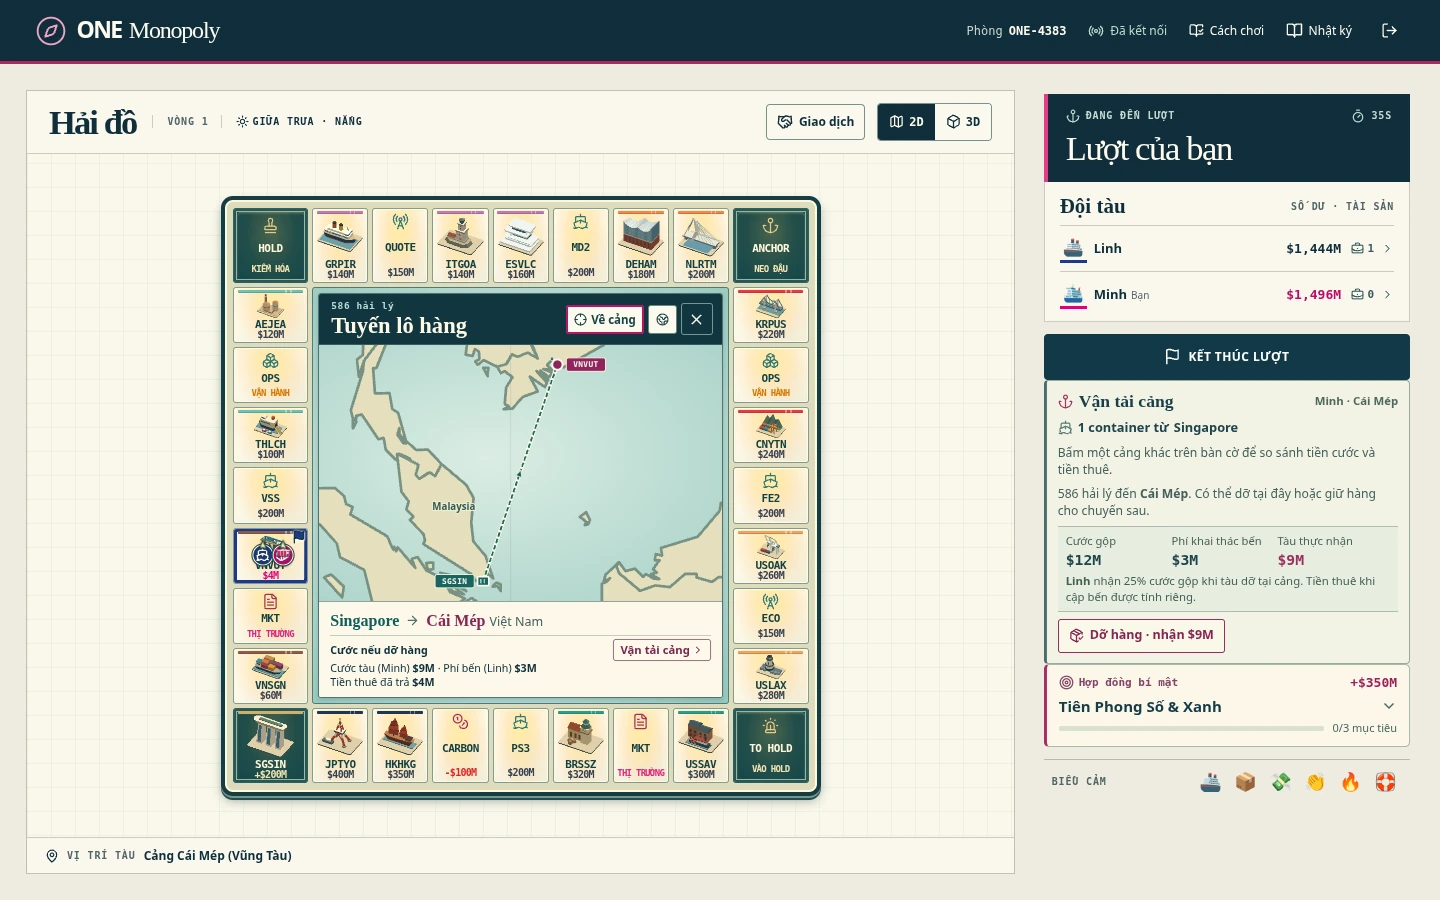 ONE Monopoly
Phòng ONE-4383
Đã kết nối
Cách chơi
Nhật ký
Hải đồ
VÒNG 1
GIỮA TRƯA · NẮNG
Giao dịch
2D
3D
HOLD
KIỂM HÓA
GRPIR
$140M
QUOTE
$150M
ITGOA
$140M
ESVLC
$160M
MD2
$200M
DEHAM
$180M
NLRTM
$200M
ANCHOR
NEO ĐẬU
AEJEA
$120M
OPS
VẬN HÀNH
THLCH
$100M
VSS
$200M
$4M
MKT
THỊ TRƯỜNG
VNSGN
$60M
586 hải lý
Tuyến lô hàng
Về cảng
VNVUT
Malaysia
SGSIN
Singapore → Cái Mép Việt Nam
Cước nếu dỡ hàng
Vận tải cảng
Cước tàu (Minh) $9M · Phí bến (Linh) $3M
Tiền thuê đã trả $4M
KRPUS
$220M
OPS
VẬN HÀNH
CNYTN
$240M
FE2
$200M
USOAK
$260M
ECO
$150M
USLAX
$280M
SGSIN
+$200M
JPTYO
$400M
HKHKG
$350M
CARBON
-$100M
PS3
$200M
BRSSZ
$320M
MKT
THỊ TRƯỜNG
USSAV
$300M
TO HOLD
VÀO HOLD
VỊ TRÍ TÀU Cảng Cái Mép (Vũng Tàu)
ĐANG ĐẾN LƯỢT
35S
Lượt của bạn
Đội tàu
SỐ DƯ · TÀI SẢN
Linh
$1,444M
1
Minh Bạn
$1,496M
0
KẾT THÚC LƯỢT
Vận tải cảng
Minh · Cái Mép
1 container từ Singapore
Bấm một cảng khác trên bàn cờ để so sánh tiền cước và
tiền thuê.
586 hải lý đến Cái Mép. Có thể dỡ tại đây hoặc giữ hàng
cho chuyến sau.
Cước gộp
Phí khai thác bến
Tàu thực nhận
$12M
$3M
$9M
Linh nhận 25% cước gộp khi tàu dỡ tại cảng. Tiền thuê khi
cập bến được tính riêng.
Dỡ hàng · nhận $9M
Hợp đồng bí mật
+$350M
Tiên Phong Số & Xanh
0/3 mục tiêu
BIỂU CẢM